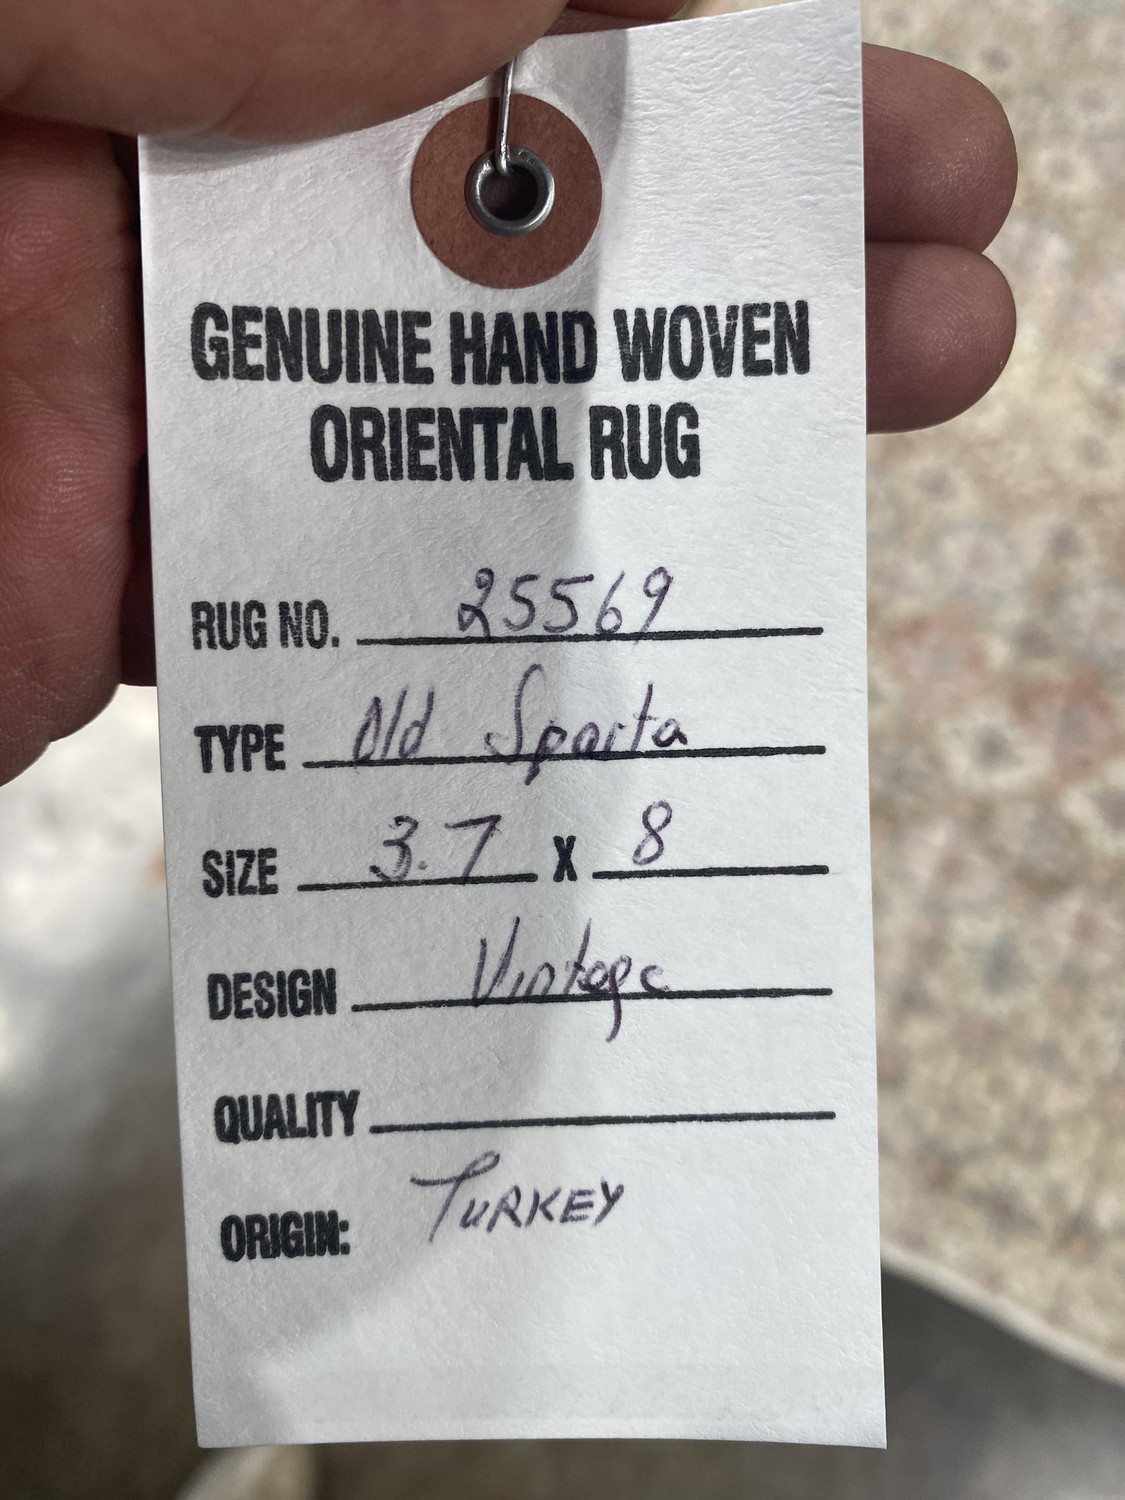 GENUINE HAND WOVEN
ORIENTAL RUG
RUG NO. 25569
TYPE Old Sparta
SIZE 3.7 X 8
DESIGN Vintage
QUALITY
ORIGIN: TURKEY